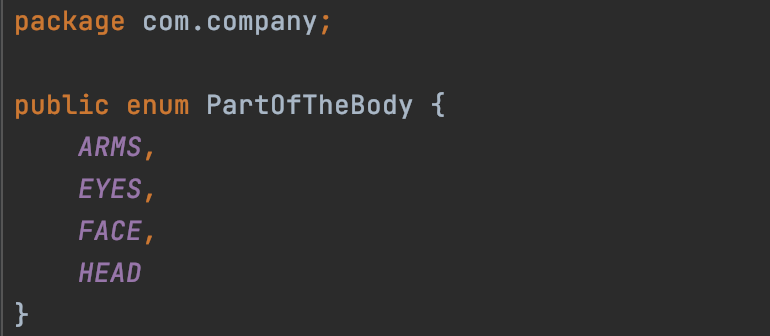 package com.company;
public enum PartOfTheBody {
ARMS,
EYES,
FACE,
HEAD
}